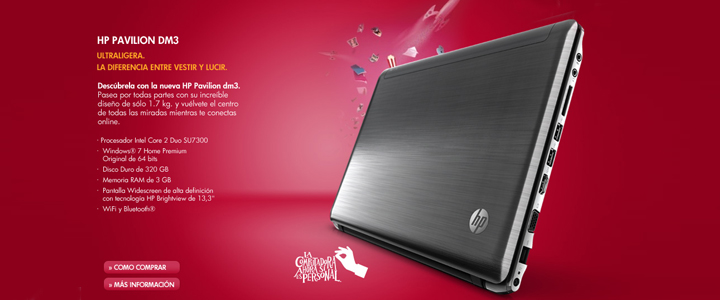 HP PAVILION DM3
ULTRALIGERA.
LA DIFERENCIA ENTRE VESTIR Y LUCIR.
Descúbrela con la nueva HP Pavilion dm3.
Pasea por todas partes con su increíble
diseño de sólo 1.7 kg. y vuélvete el centro
de todas las miradas mientras te conectas
online.
· Procesador Intel Core 2 Duo SU7300
· Windows® 7 Home Premium
Original de 64 bits
· Disco Duro de 320 GB
· Memoria RAM de 3 GB
· Pantalla Widescreen de alta definición
con tecnología HP Brightview de 13,3"
· WiFi y Bluetooth®
» COMO COMPRAR
» MÁS INFORMACIÓN
LA
COMPUTADORA
AHORA SÍ
ES PERSONAL
hp